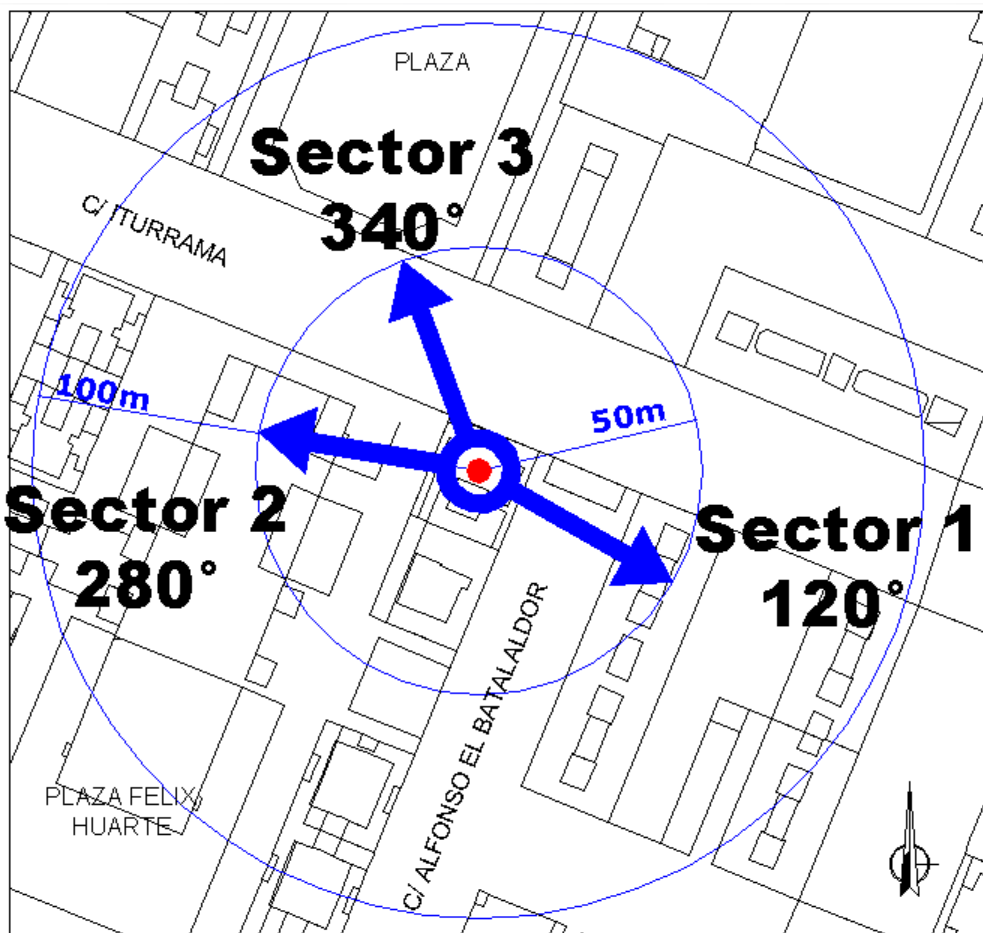 PLAZA
Sector 3
340°
C/ ITURRAMA
100m
50m
Sector 2
280°
Sector 1
120°
C/ ALFONSO EL BATALALDOR
PLAZA FELIX
HUARTE